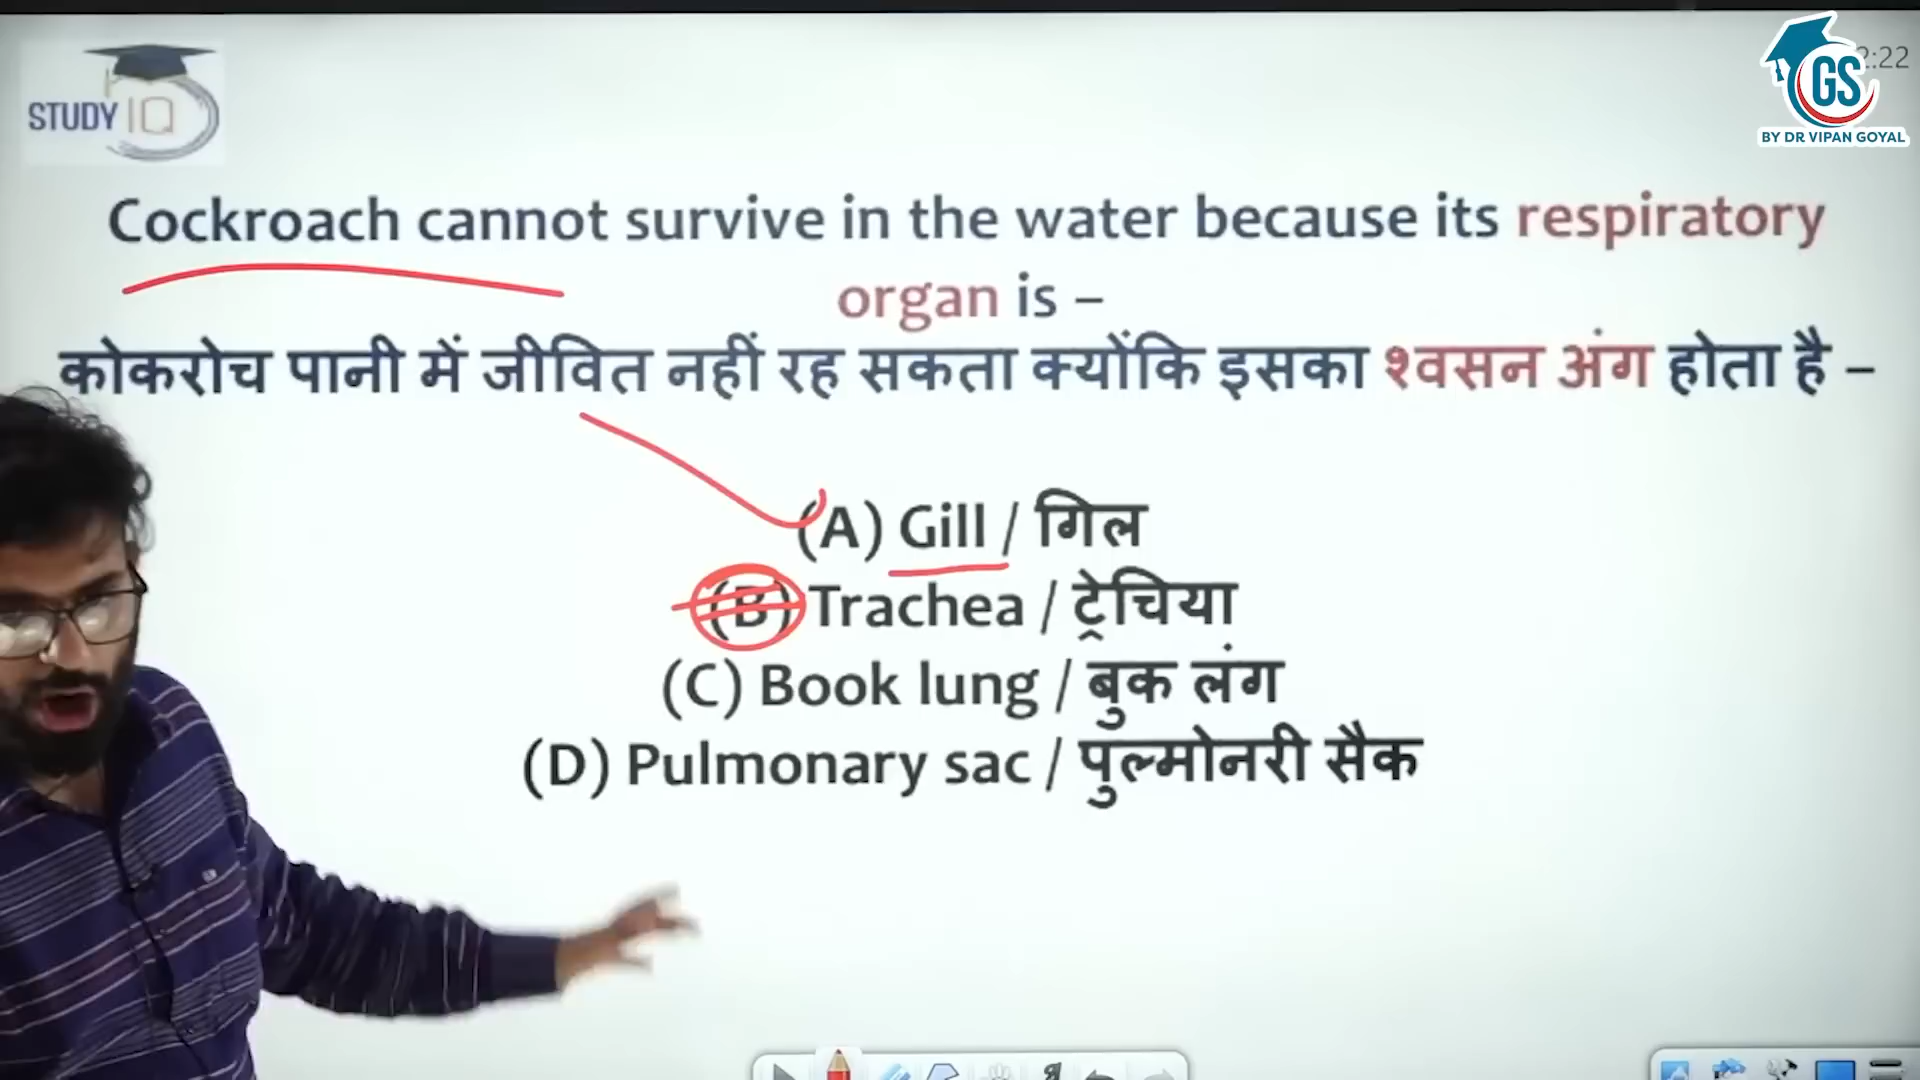 STUDY IQ
GS
:22
BY DR VIPAN GOYAL
Cockroach cannot survive in the water because its respiratory
organ is –
कोकरोच पानी में जीवित नहीं रह सकता क्योंकि इसका श्वसन अंग होता है –
(A) Gill / गिल
(B) Trachea / ट्रेचिया
(C) Book lung / बुक लंग
(D) Pulmonary sac / पुल्मोनरी सैक